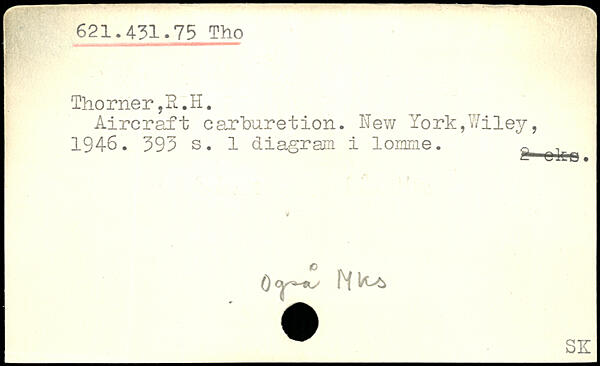 621.431.75 Tho
Thorner,R.H.
Aircraft carburetion. New York,Wiley,
1946. 393 s. 1 diagram i lomme.
2 eks.
Også Mks
SK